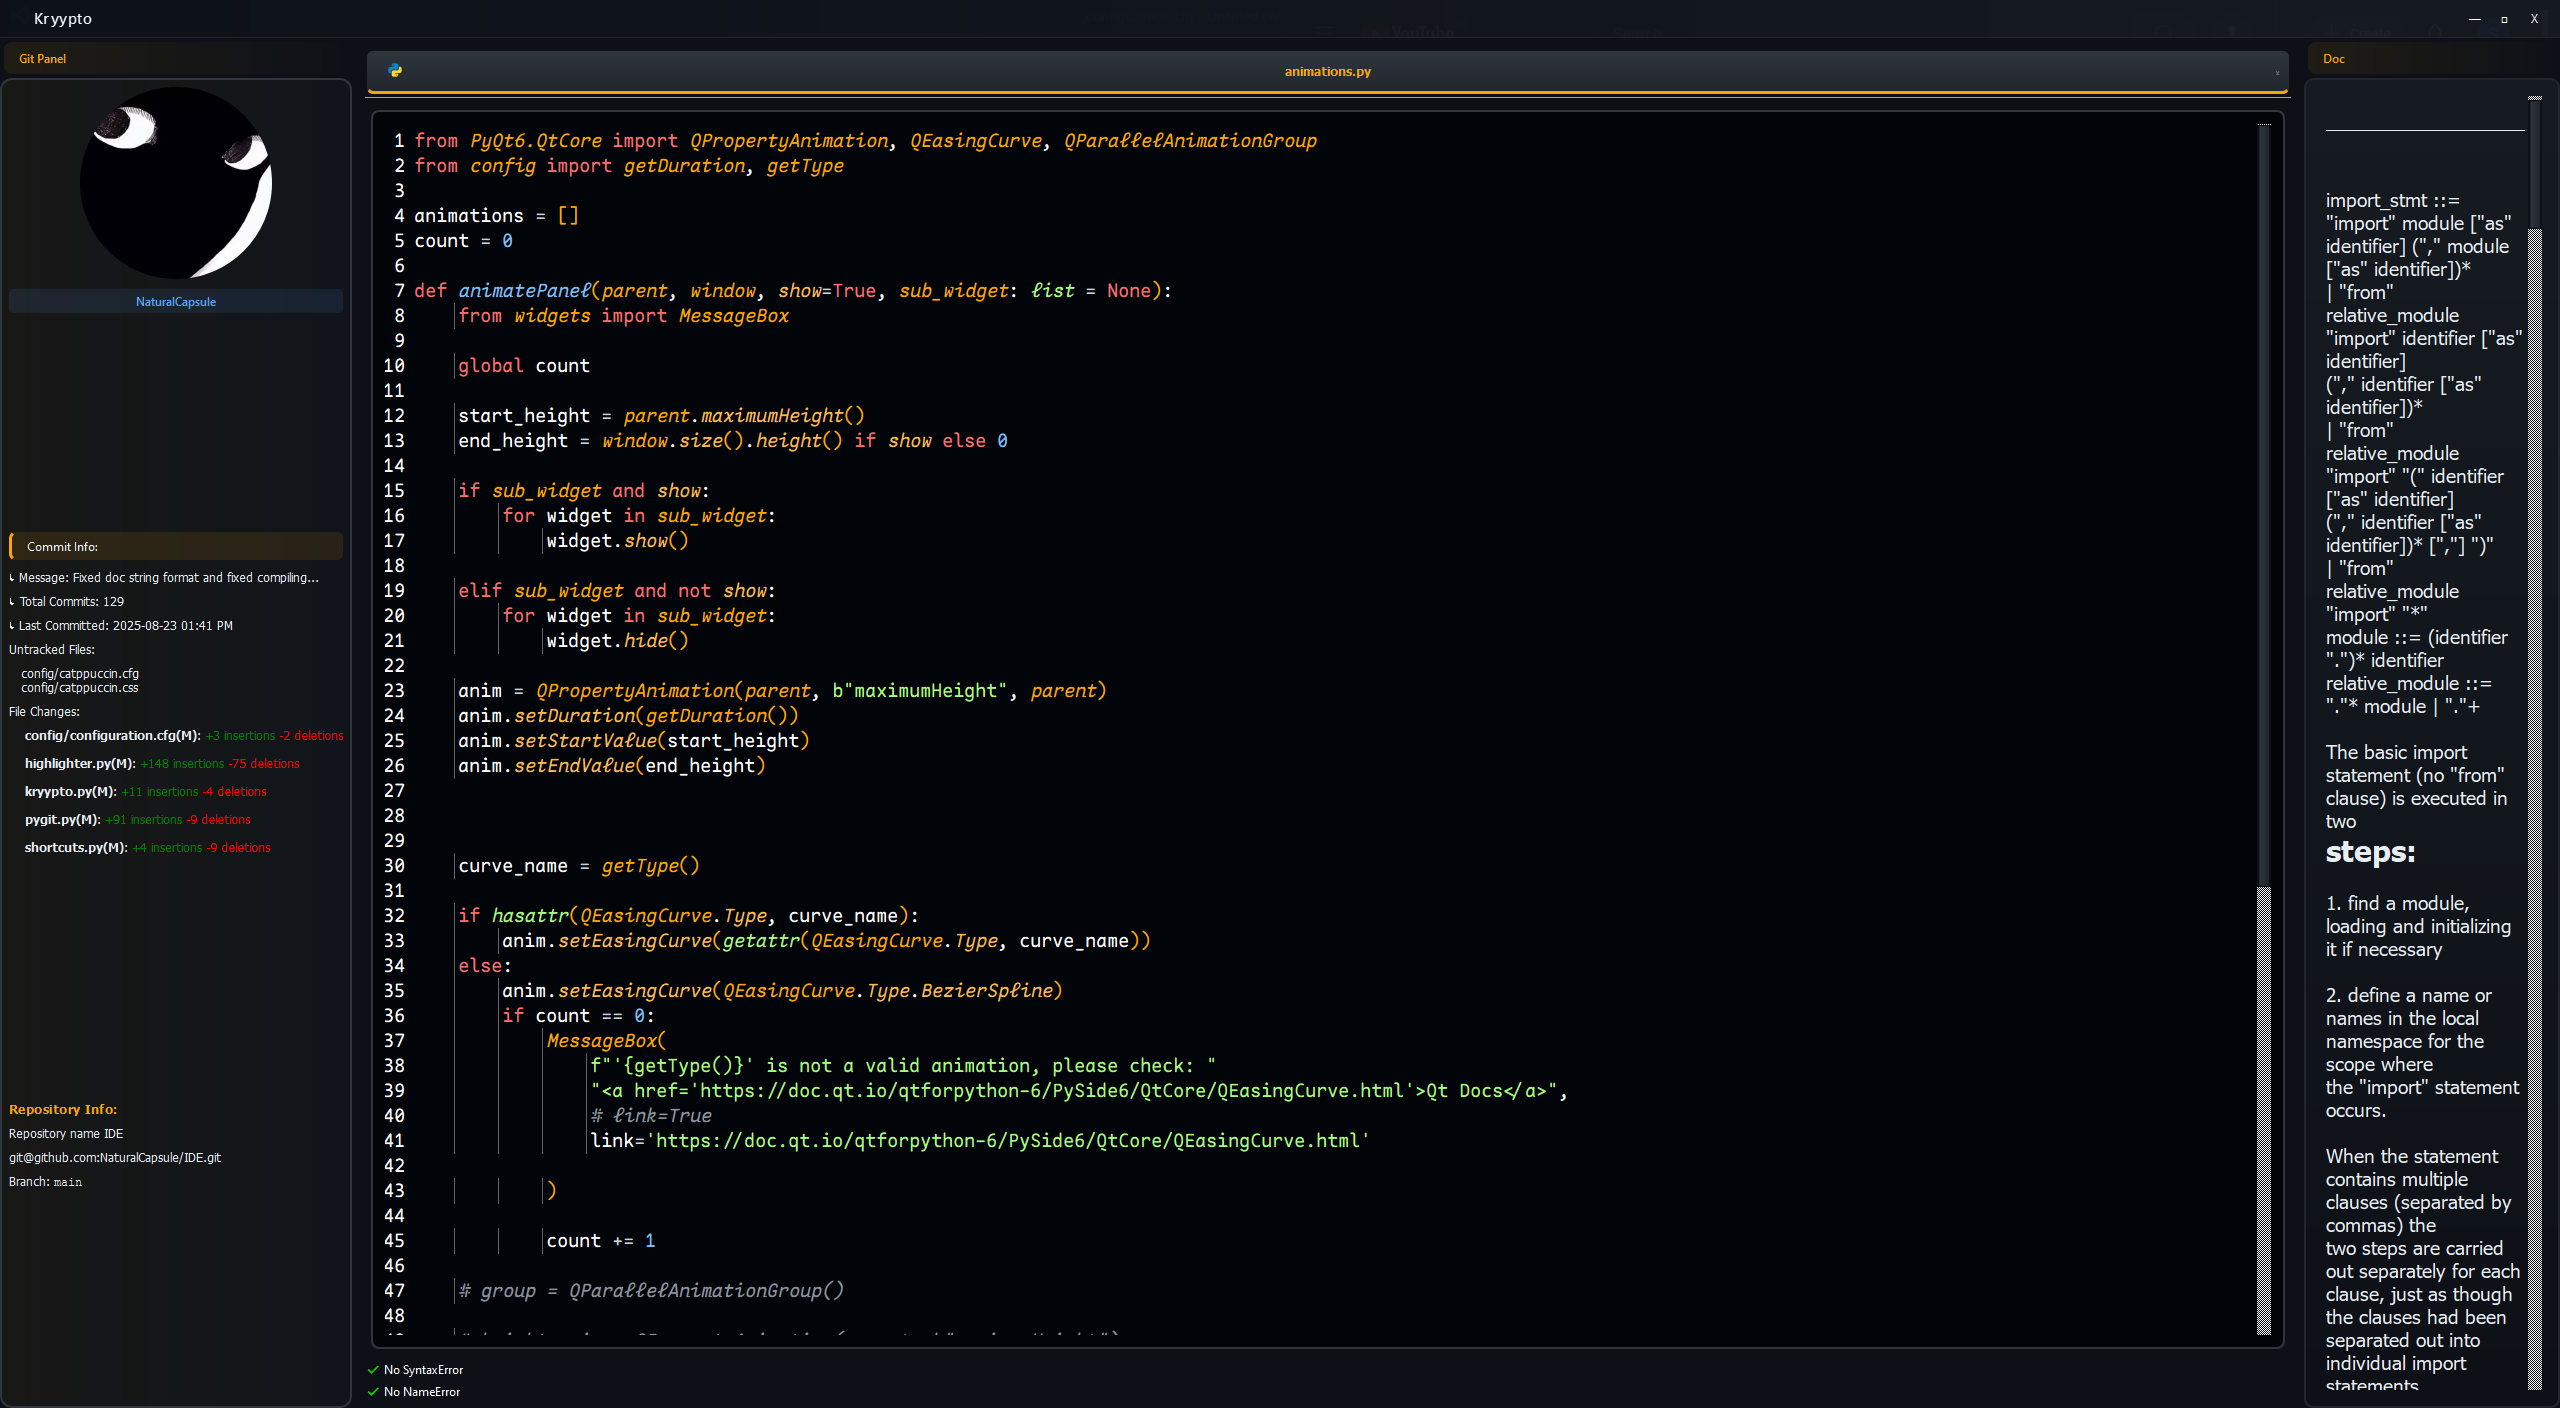 Kryypto
Git Panel
NaturalCapsule
Commit Info:
↳ Message: Fixed doc string format and fixed compiling...
↳ Total Commits: 129
↳ Last Committed: 2025-08-23 01:41 PM
Untracked Files:
config/catppuccin.cfg
config/catppuccin.css
File Changes:
config/configuration.cfg(M): +3 insertions -2 deletions
highlighter.py(M): +148 insertions -75 deletions
kryypto.py(M): +11 insertions -4 deletions
pygit.py(M): +91 insertions -9 deletions
shortcuts.py(M): +4 insertions -9 deletions
Repository Info:
Repository name IDE
git@github.com:NaturalCapsule/IDE.git
Branch: main
animations.py
1 from PyQt6.QtCore import QPropertyAnimation, QEasingCurve, QParallelAnimationGroup
2 from config import getDuration, getType
3
4 animations = []
5 count = 0
6
7 def animatePanel(parent, window, show=True, sub_widget: list = None):
8     from widgets import MessageBox
9
10     global count
11
12     start_height = parent.maximumHeight()
13     end_height = window.size().height() if show else 0
14
15     if sub_widget and show:
16         for widget in sub_widget:
17             widget.show()
18
19     elif sub_widget and not show:
20         for widget in sub_widget:
21             widget.hide()
22
23     anim = QPropertyAnimation(parent, b"maximumHeight", parent)
24     anim.setDuration(getDuration())
25     anim.setStartValue(start_height)
26     anim.setEndValue(end_height)
27
28
29
30     curve_name = getType()
31
32     if hasattr(QEasingCurve.Type, curve_name):
33         anim.setEasingCurve(getattr(QEasingCurve.Type, curve_name))
34     else:
35         anim.setEasingCurve(QEasingCurve.Type.BezierSpline)
36         if count == 0:
37             MessageBox(
38                 f"'{getType()}' is not a valid animation, please check: "
39                 "<a href='https://doc.qt.io/qtforpython-6/PySide6/QtCore/QEasingCurve.html'>Qt Docs</a>",
40                 # link=True
41                 link='https://doc.qt.io/qtforpython-6/PySide6/QtCore/QEasingCurve.html'
42
43             )
44
45             count += 1
46
47     # group = QParallelAnimationGroup()
48
No SyntaxError
No NameError
Doc
import_stmt ::=
"import" module ["as"
identifier] ("," module
["as" identifier])*
| "from"
relative_module
"import" identifier ["as"
identifier]
("," identifier ["as"
identifier])*
| "from"
relative_module
"import" "(" identifier
["as" identifier]
("," identifier ["as"
identifier])* [","] ")"
| "from"
relative_module
"import" "*"
module ::= (identifier
".")* identifier
relative_module ::=
"."* module | "."+
The basic import
statement (no "from"
clause) is executed in
two
steps:
1. find a module,
loading and initializing
it if necessary
2. define a name or
names in the local
namespace for the
scope where
the "import" statement
occurs.
When the statement
contains multiple
clauses (separated by
commas) the
two steps are carried
out separately for each
clause, just as though
the clauses had been
separated out into
individual import
statements